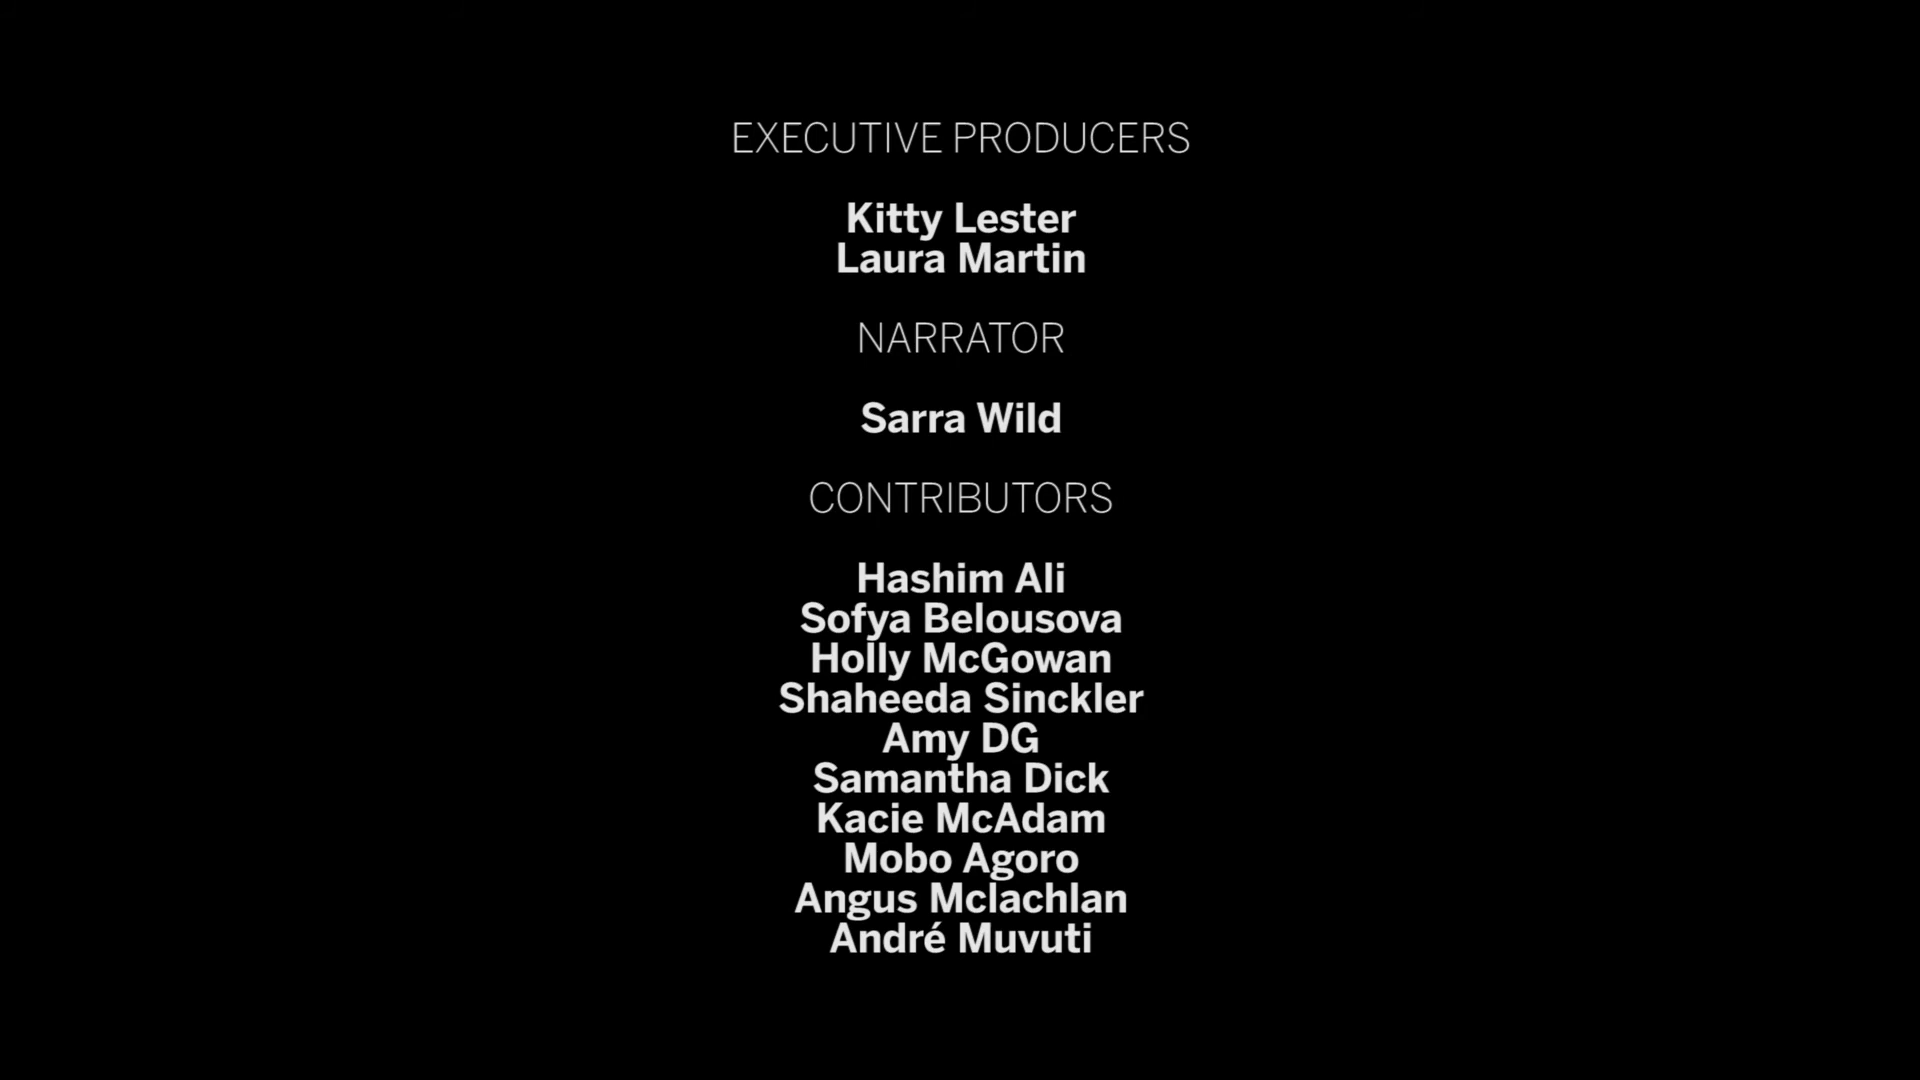 EXECUTIVE PRODUCERS
Kitty Lester
Laura Martin
NARRATOR
Sarra Wild
CONTRIBUTORS
Hashim Ali
Sofya Belousova
Holly McGowan
Shaheeda Sinckler
Amy DG
Samantha Dick
Kacie McAdam
Mobo Agoro
Angus Mclachlan
André Muvuti